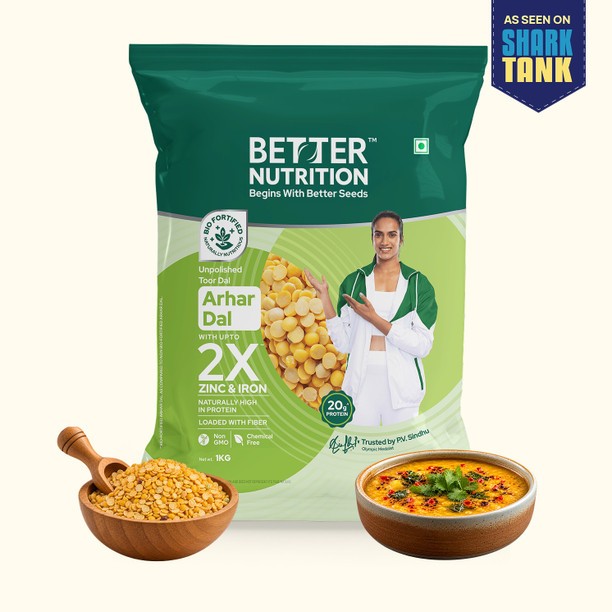 AS SEEN ON
SHARK
TANK
BETTER™
NUTRITION
Begins With Better Seeds
BIO FORTIFIED
NATURALLY NUTRITIOUS
Unpolished
Toor Dal
Arhar
Dal
WITH UPTO
2X
ZINC & IRON
NATURALLY HIGH
IN PROTEIN
LOADED WITH FIBER
Non
GMO
Chemical
Free
Net wt. 1KG
20g
PROTEIN
Trusted by P.V. Sindhu
Olympic Medalist